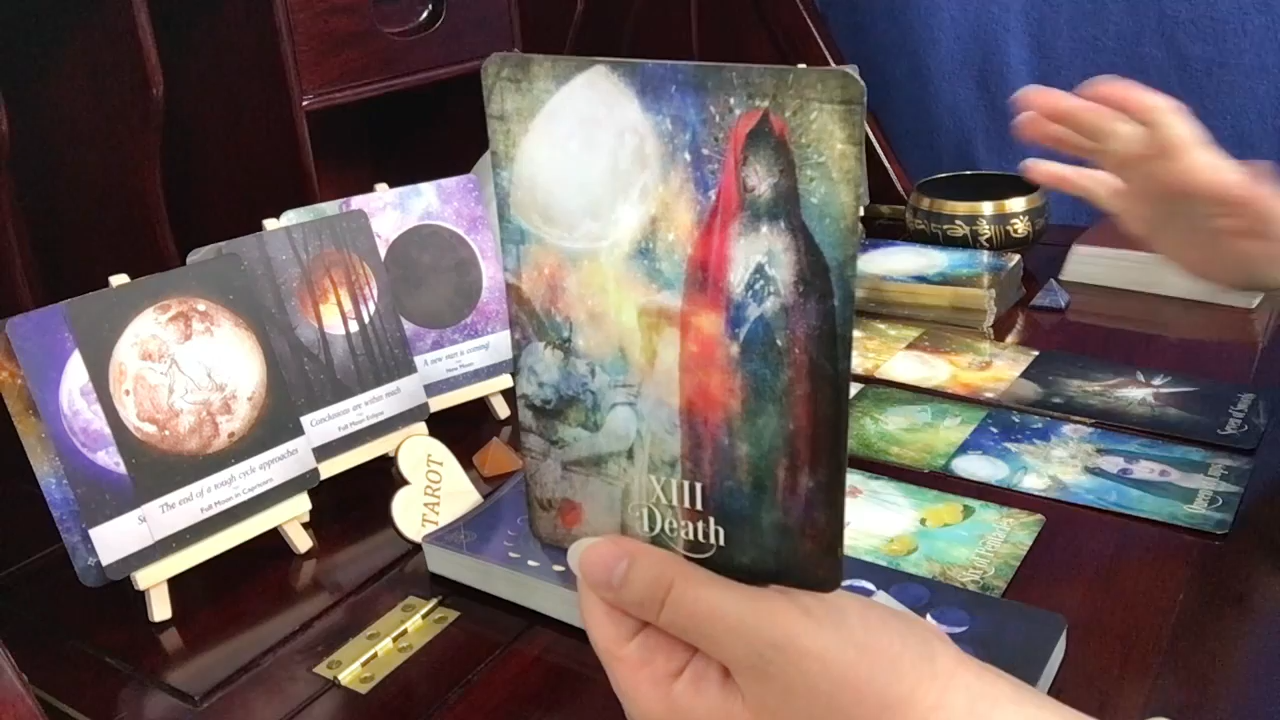 XIII
Death
A new start is coming!
New Moon
Conclusions are within reach
Full Moon Eclipse
The end of a tough cycle approaches
Full Moon in Capricorn
TAROT
Seven of Swords
Queen of Cups
Six of Pentacles